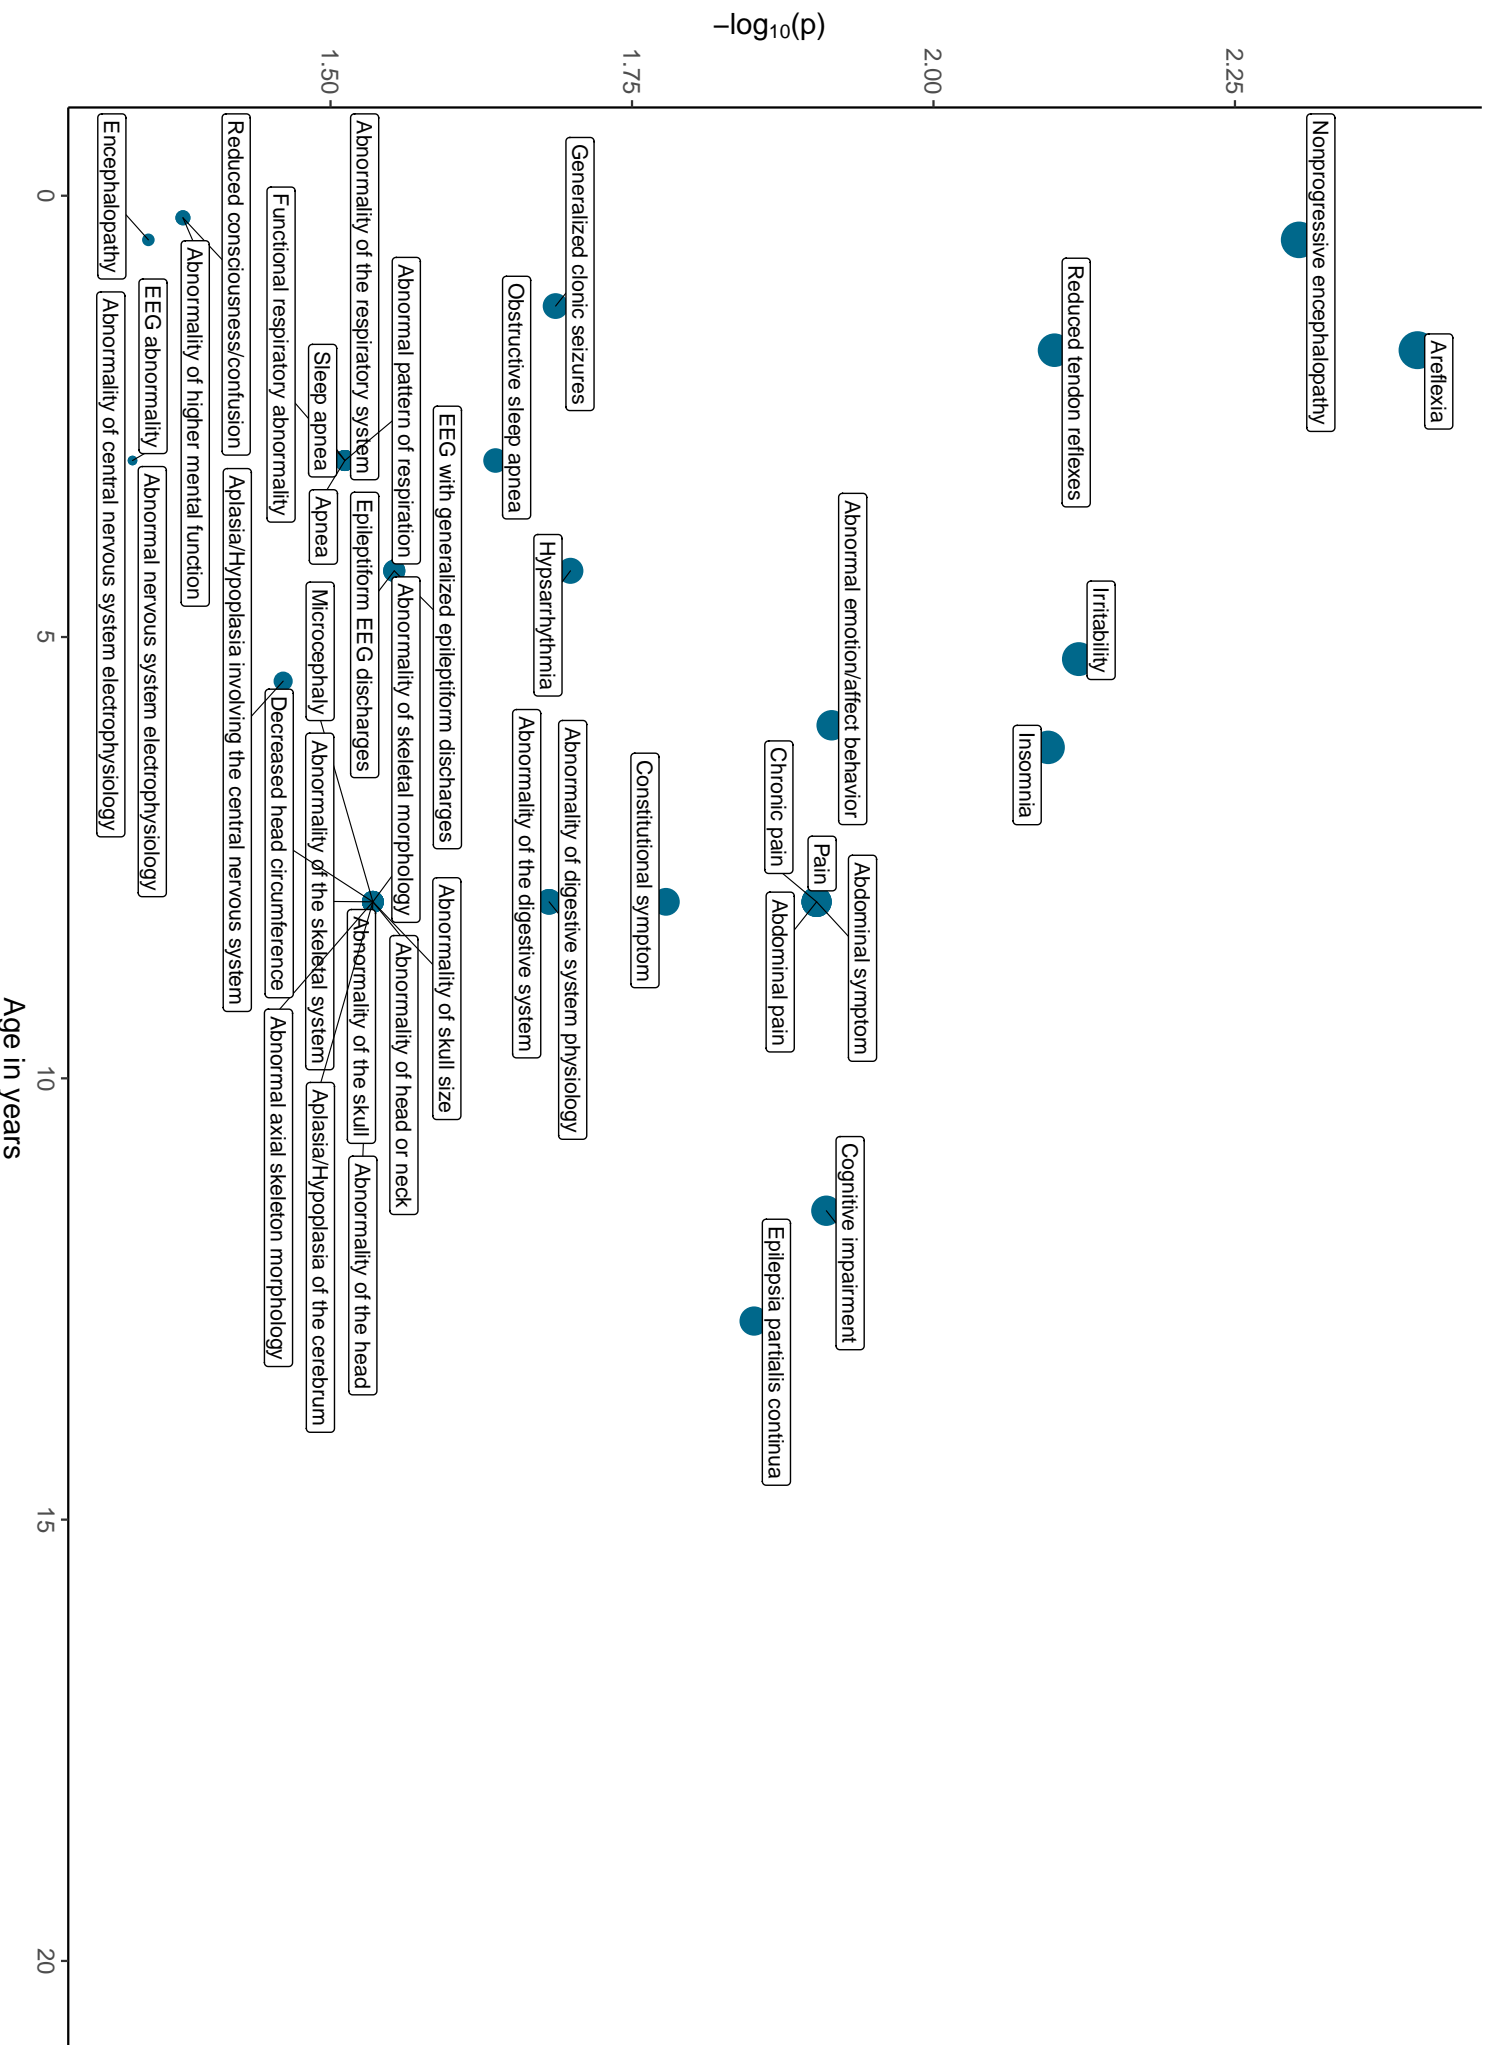 −log10(p)
2.25
2.00
1.75
1.50
Areflexia
Nonprogressive encephalopathy
Irritability
Reduced tendon reflexes
Insomnia
Abdominal symptom
Abnormal emotion/affect behavior
Cognitive impairment
Pain
Chronic pain
Abdominal pain
Epilepsia partialis continua
Constitutional symptom
Generalized clonic seizures
Abnormality of digestive system physiology
Hypsarrhythmia
Abnormality of the digestive system
Obstructive sleep apnea
EEG with generalized epileptiform discharges
Abnormality of skull size
Abnormal pattern of respiration
Abnormality of skeletal morphology
Abnormality of head or neck
Abnormality of the respiratory system
Epileptiform EEG discharges
Abnormality of the skull
Abnormality of the head
Sleep apnea
Apnea
Microcephaly
Abnormality of the skeletal system
Aplasia/Hypoplasia of the cerebrum
Functional respiratory abnormality
Decreased head circumference
Abnormal axial skeleton morphology
Reduced consciousness/confusion
Aplasia/Hypoplasia involving the central nervous system
Abnormality of higher mental function
EEG abnormality
Abnormal nervous system electrophysiology
Encephalopathy
Abnormality of central nervous system electrophysiology
0
5
10
15
20
Age in years